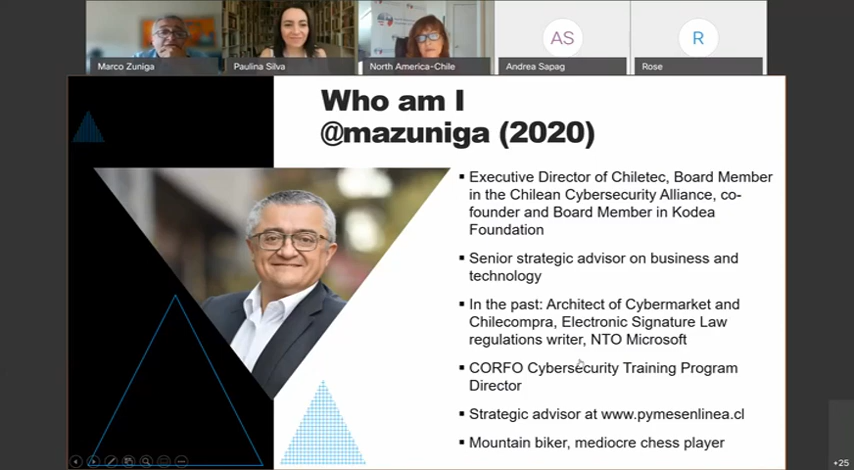 AS
R
Marco Zuniga
Paulina Silva
North America-Chile
Andrea Sapag
Rose
Who am I
@mazuniga (2020)
▪ Executive Director of Chiletec, Board Member
in the Chilean Cybersecurity Alliance, co-
founder and Board Member in Kodea
Foundation
▪ Senior strategic advisor on business and
technology
▪ In the past: Architect of Cybermarket and
Chilecompra, Electronic Signature Law
regulations writer, NTO Microsoft
▪ CORFO Cybersecurity Training Program
Director
▪ Strategic advisor at www.pymesenlinea.cl
▪ Mountain biker, mediocre chess player
+25